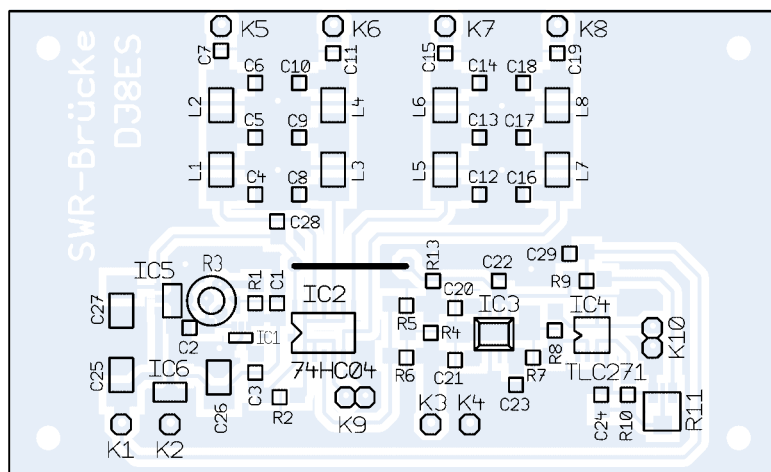 K5
K6
K7
K8
C7
C11
C15
C19
SWR-Brücke
DJ8ES
C6
C10
C14
C18
L2
L4
L6
L8
C5
C9
C13
C17
L1
L3
L5
L7
C4
C8
C12
C16
C28
C29
R13
C22
R9
IC5
R3
R1
C1
C27
IC2
R5
C20
IC3
IC4
C2
IC1
R4
R8
K10
74HC04
C25
IC6
C26
C3
R2
R6
C21
R7
TLC271
C23
C24
R10
R11
K1
K2
K9
K3
K4